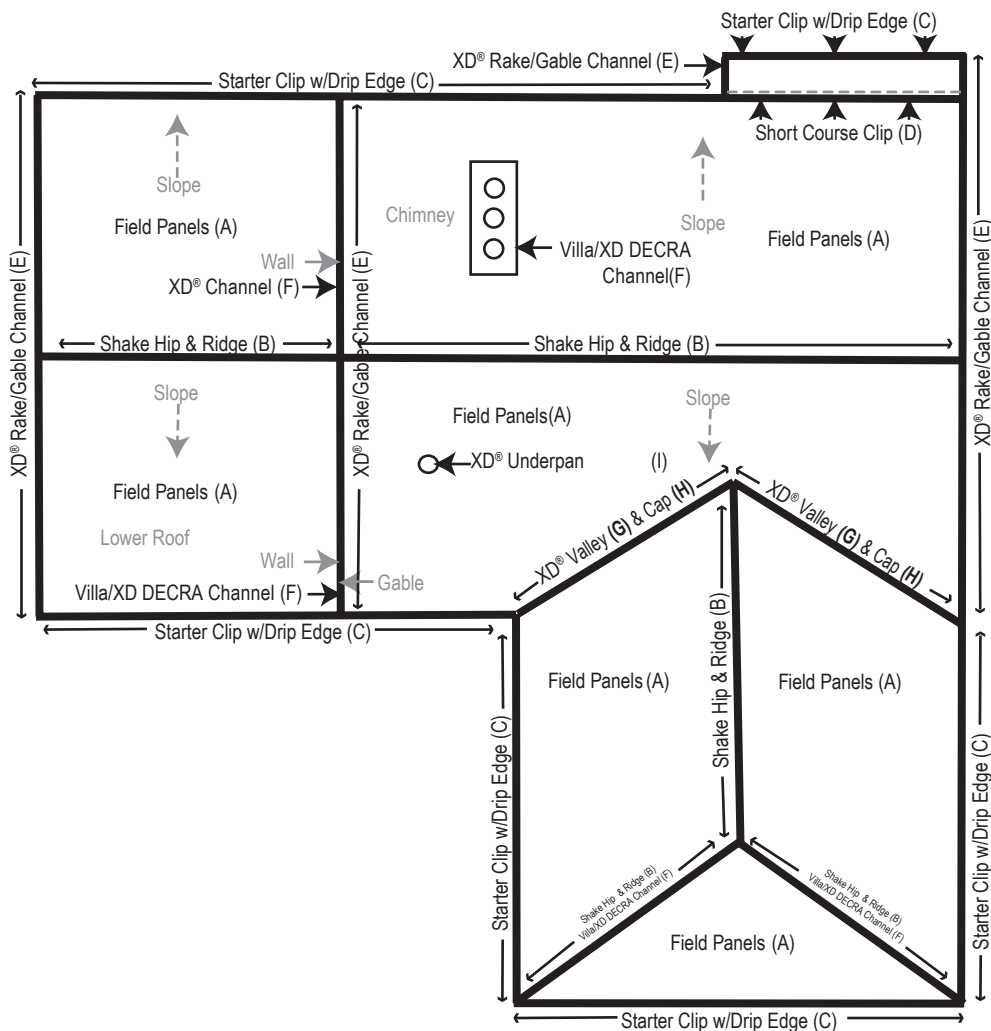 Starter Clip w/Drip Edge (C)
XD® Rake/Gable Channel (E)
Starter Clip w/Drip Edge (C)
Short Course Clip (D)
Slope
Field Panels (A)
Wall
XD® Channel (F)
Chimney
Villa/XD DECRA
Channel(F)
Slope
Field Panels (A)
XD® Rake/Gable Channel (E)
XD® Rake/Gable Channel (E)
XD® Rake/Gable Channel (E)
Shake Hip & Ridge (B)
Shake Hip & Ridge (B)
Slope
Field Panels (A)
Lower Roof
Wall
Gable
Villa/XD DECRA Channel (F)
Starter Clip w/Drip Edge (C)
Field Panels(A)
Slope
XD® Underpan
(I)
XD® Valley (G) & Cap (H)
XD® Valley (G) & Cap (H)
Shake Hip & Ridge (B)
Field Panels (A)
Field Panels (A)
Starter Clip w/Drip Edge (C)
Starter Clip w/Drip Edge (C)
Shake Hip & Ridge (B)
Villa/XD DECRA Channel (F)
Shake Hip & Ridge (B)
Villa/XD DECRA Channel (F)
Field Panels (A)
Starter Clip w/Drip Edge (C)